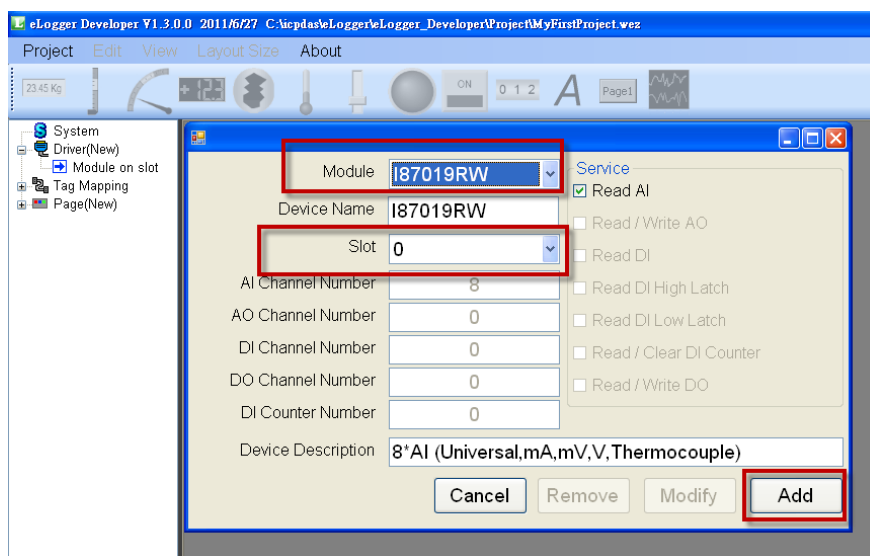 eLogger Developer V1.3.0.0 2011/6/27 C:\icpdas\eLogger\eLogger_Developer\Project\MyFirstProject.wez
Project Edit View Layout Size About
23.45 Kg
+ 12.3
ON
0 1 2
A
Page1
System
Driver(New)
Module on slot
Tag Mapping
Page(New)
Module I87019RW
Device Name I87019RW
Slot 0
AI Channel Number 8
AO Channel Number 0
DI Channel Number 0
DO Channel Number 0
DI Counter Number 0
Device Description 8*AI (Universal,mA,mV,V,Thermocouple)
Service
Read AI
Read / Write AO
Read DI
Read DI High Latch
Read DI Low Latch
Read / Clear DI Counter
Read / Write DO
Cancel Remove Modify Add